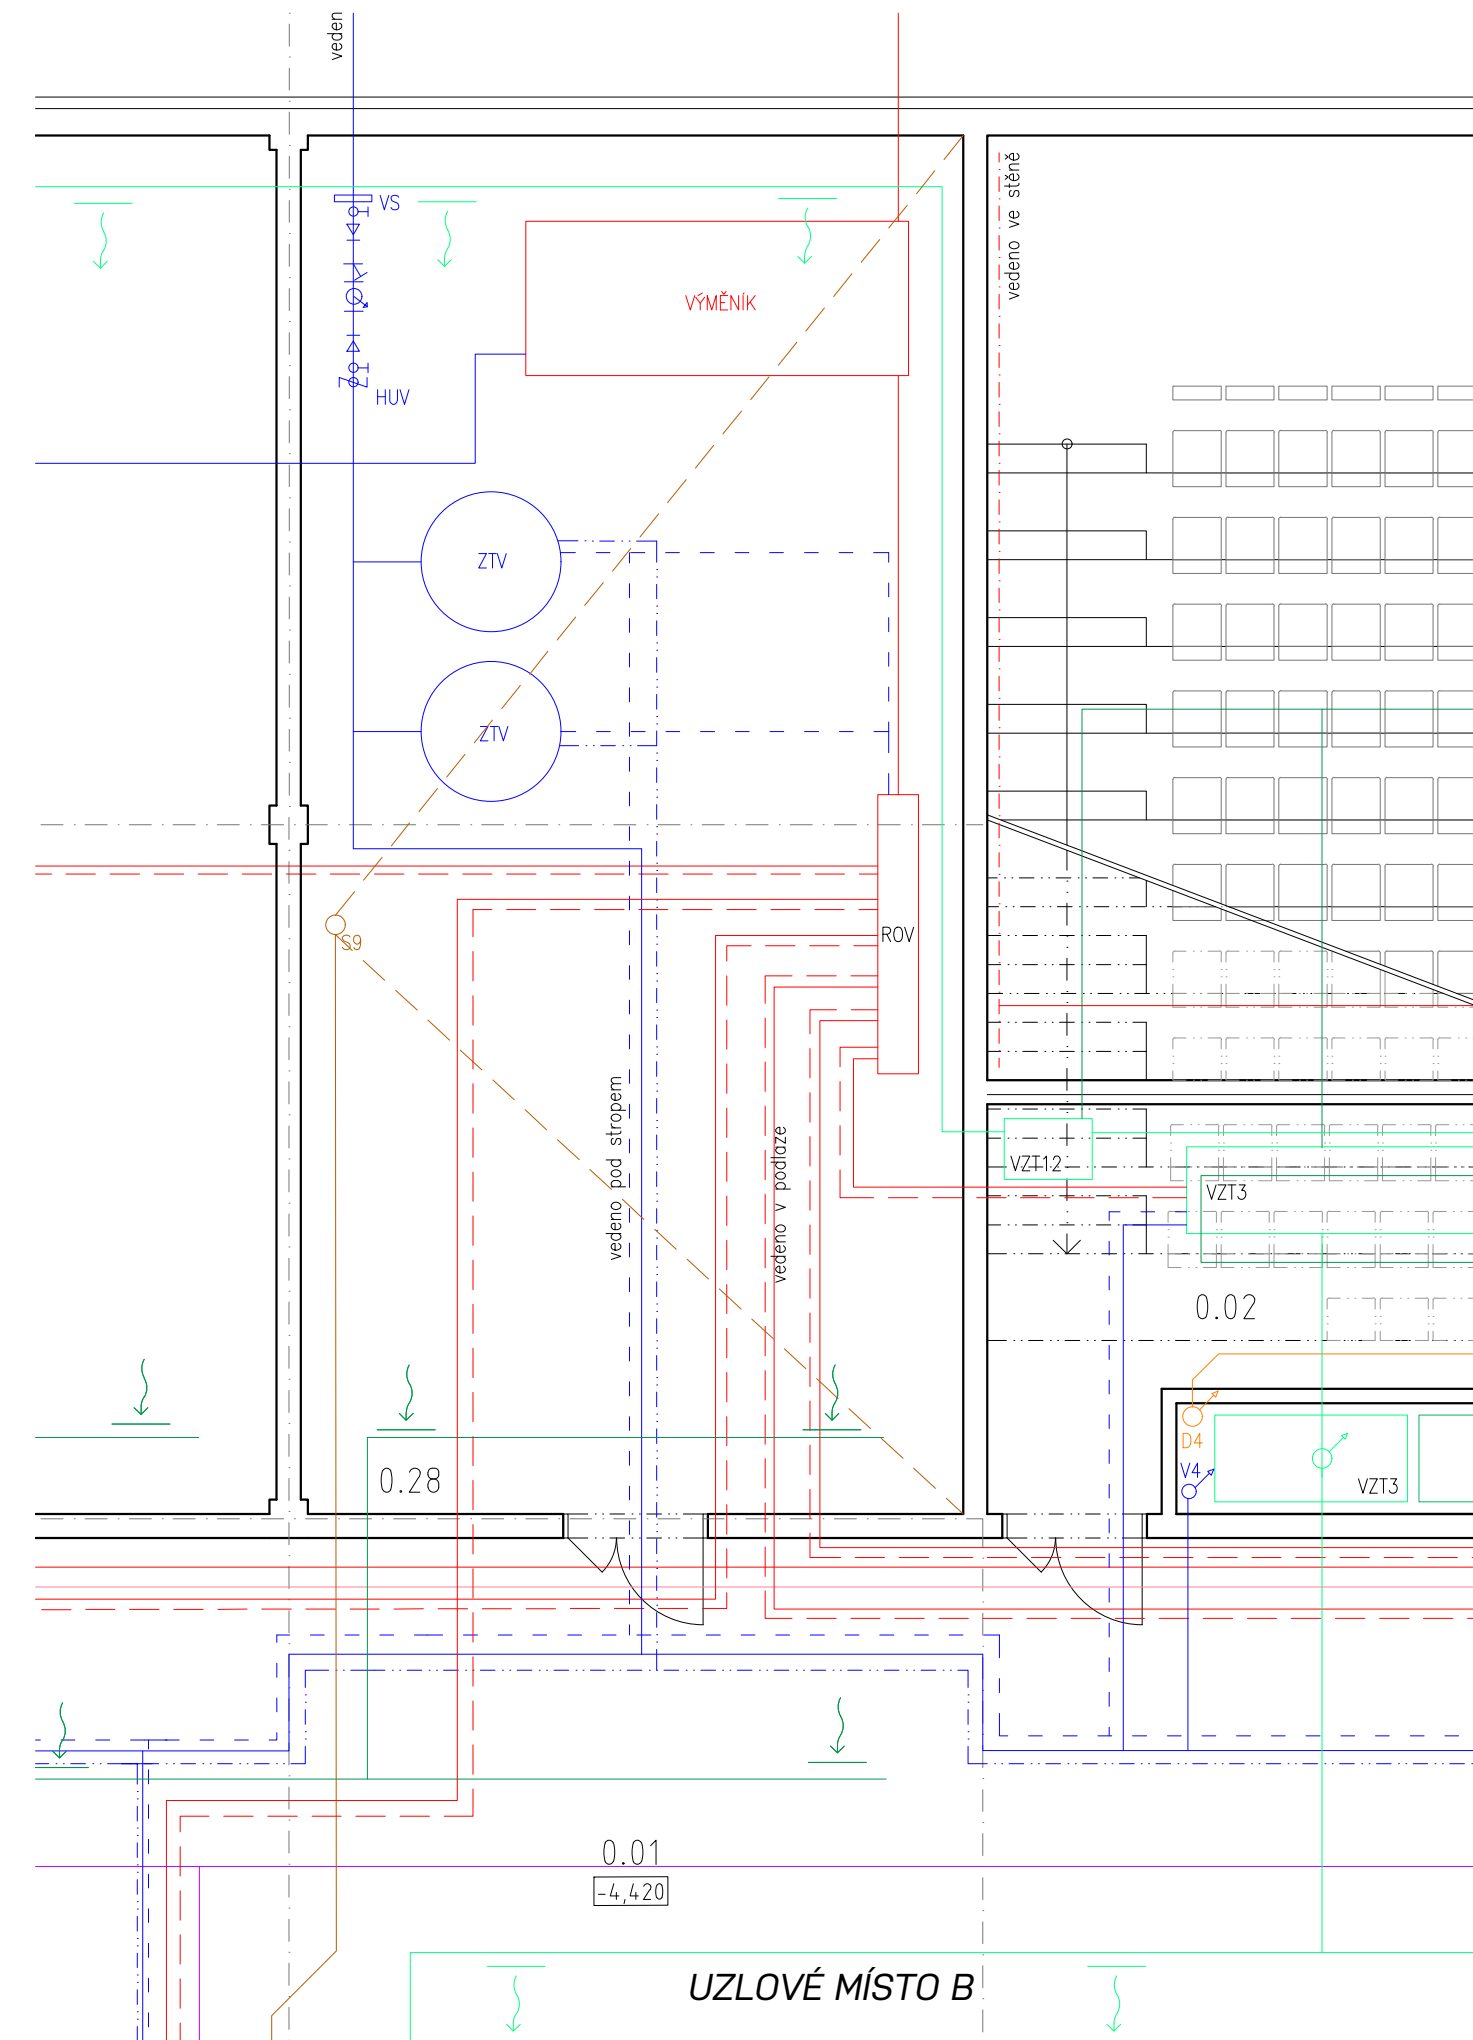 veden
VS
vedeno ve stěně
VÝMĚNÍK
HUV
ZTV
ZTV
S9
ROV
vedeno pod stropem
vedeno v podlaze
VZT12
VZT3
0.02
D4
V4
VZT3
0.28
0.01
-4,420
UZLOVÉ MÍSTO B